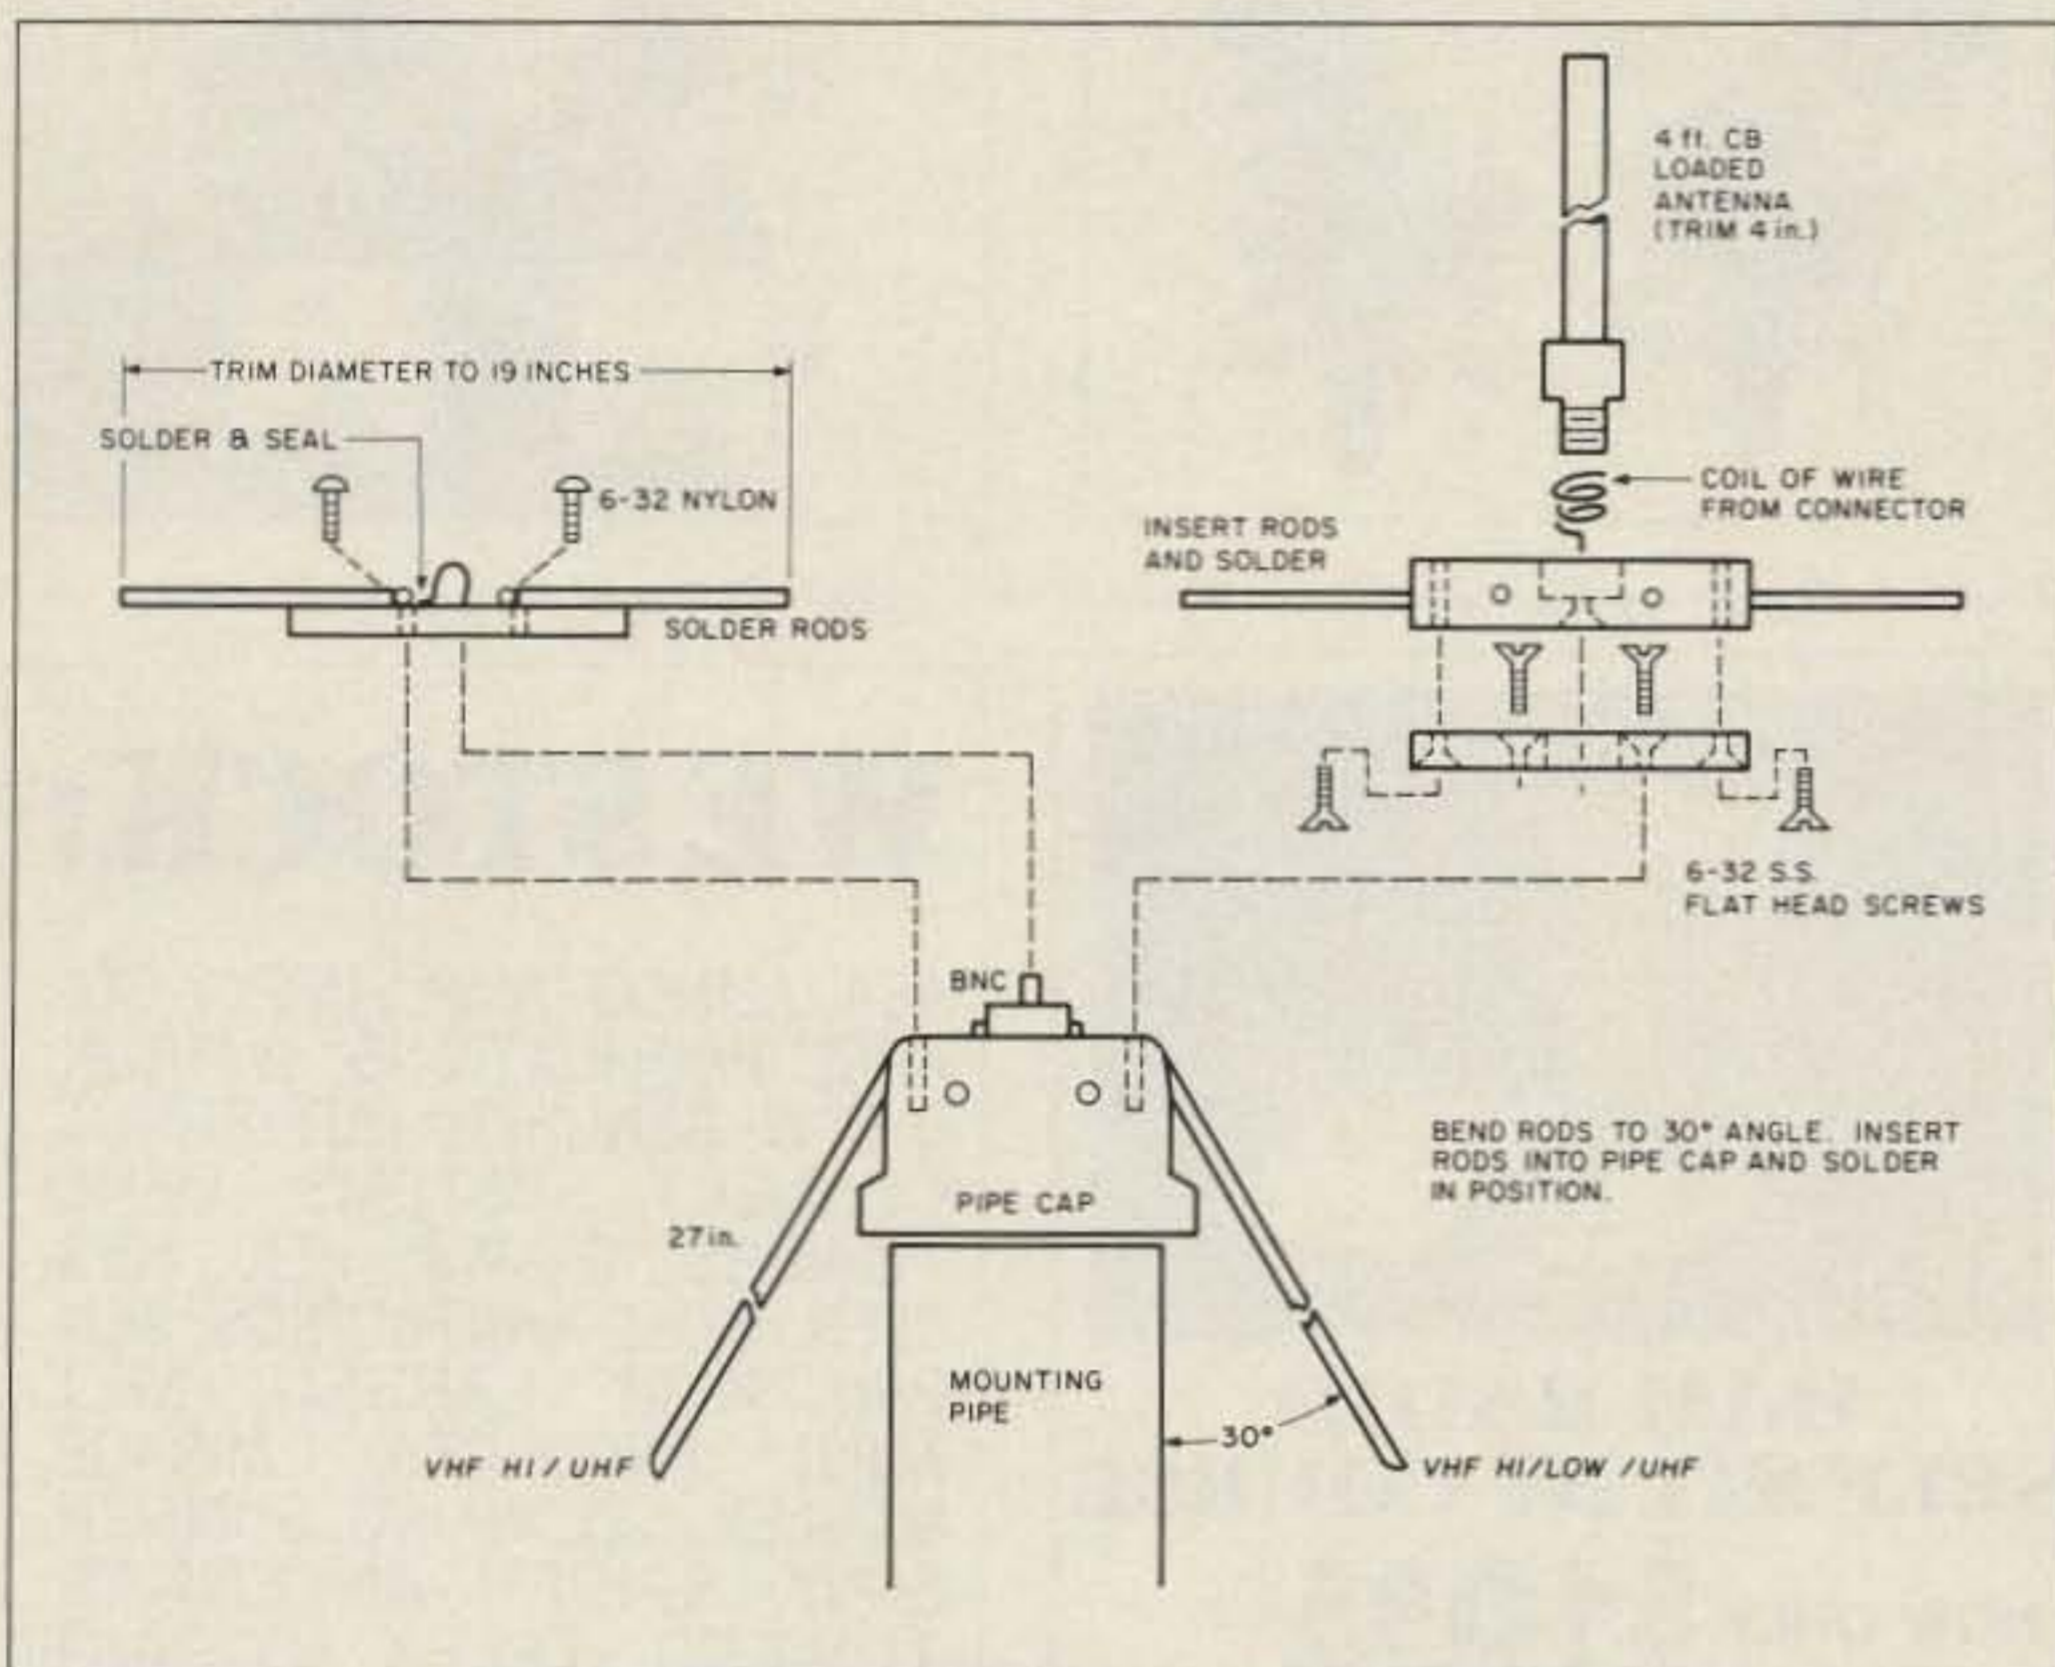 4 ft. CB
LOADED
ANTENNA
(TRIM 4 in.)
TRIM DIAMETER TO 19 INCHES
SOLDER & SEAL
6-32 NYLON
SOLDER RODS
COIL OF WIRE
FROM CONNECTOR
INSERT RODS
AND SOLDER
6-32 S.S.
FLAT HEAD SCREWS
BNC
BEND RODS TO 30° ANGLE. INSERT
RODS INTO PIPE CAP AND SOLDER
IN POSITION.
PIPE CAP
27 in.
MOUNTING
PIPE
30°
VHF HI / UHF
VHF HI/LOW /UHF